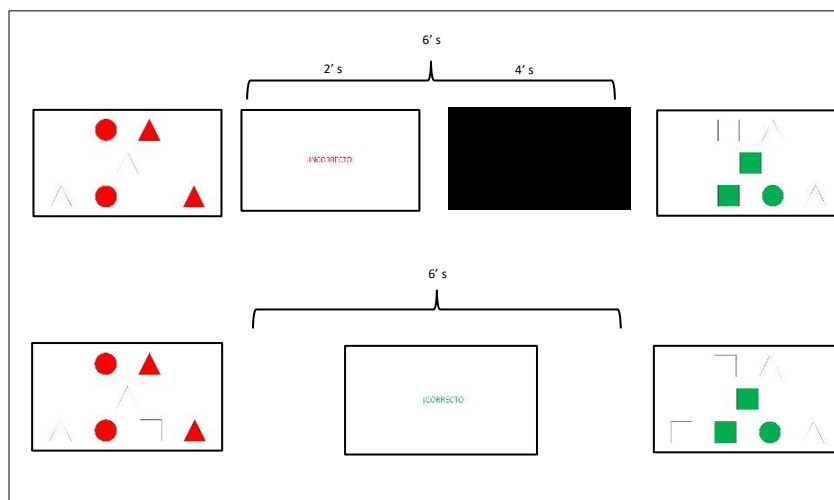 6’ s
2’ s
4’ s
¡INCORRECTO!
6’ s
¡CORRECTO